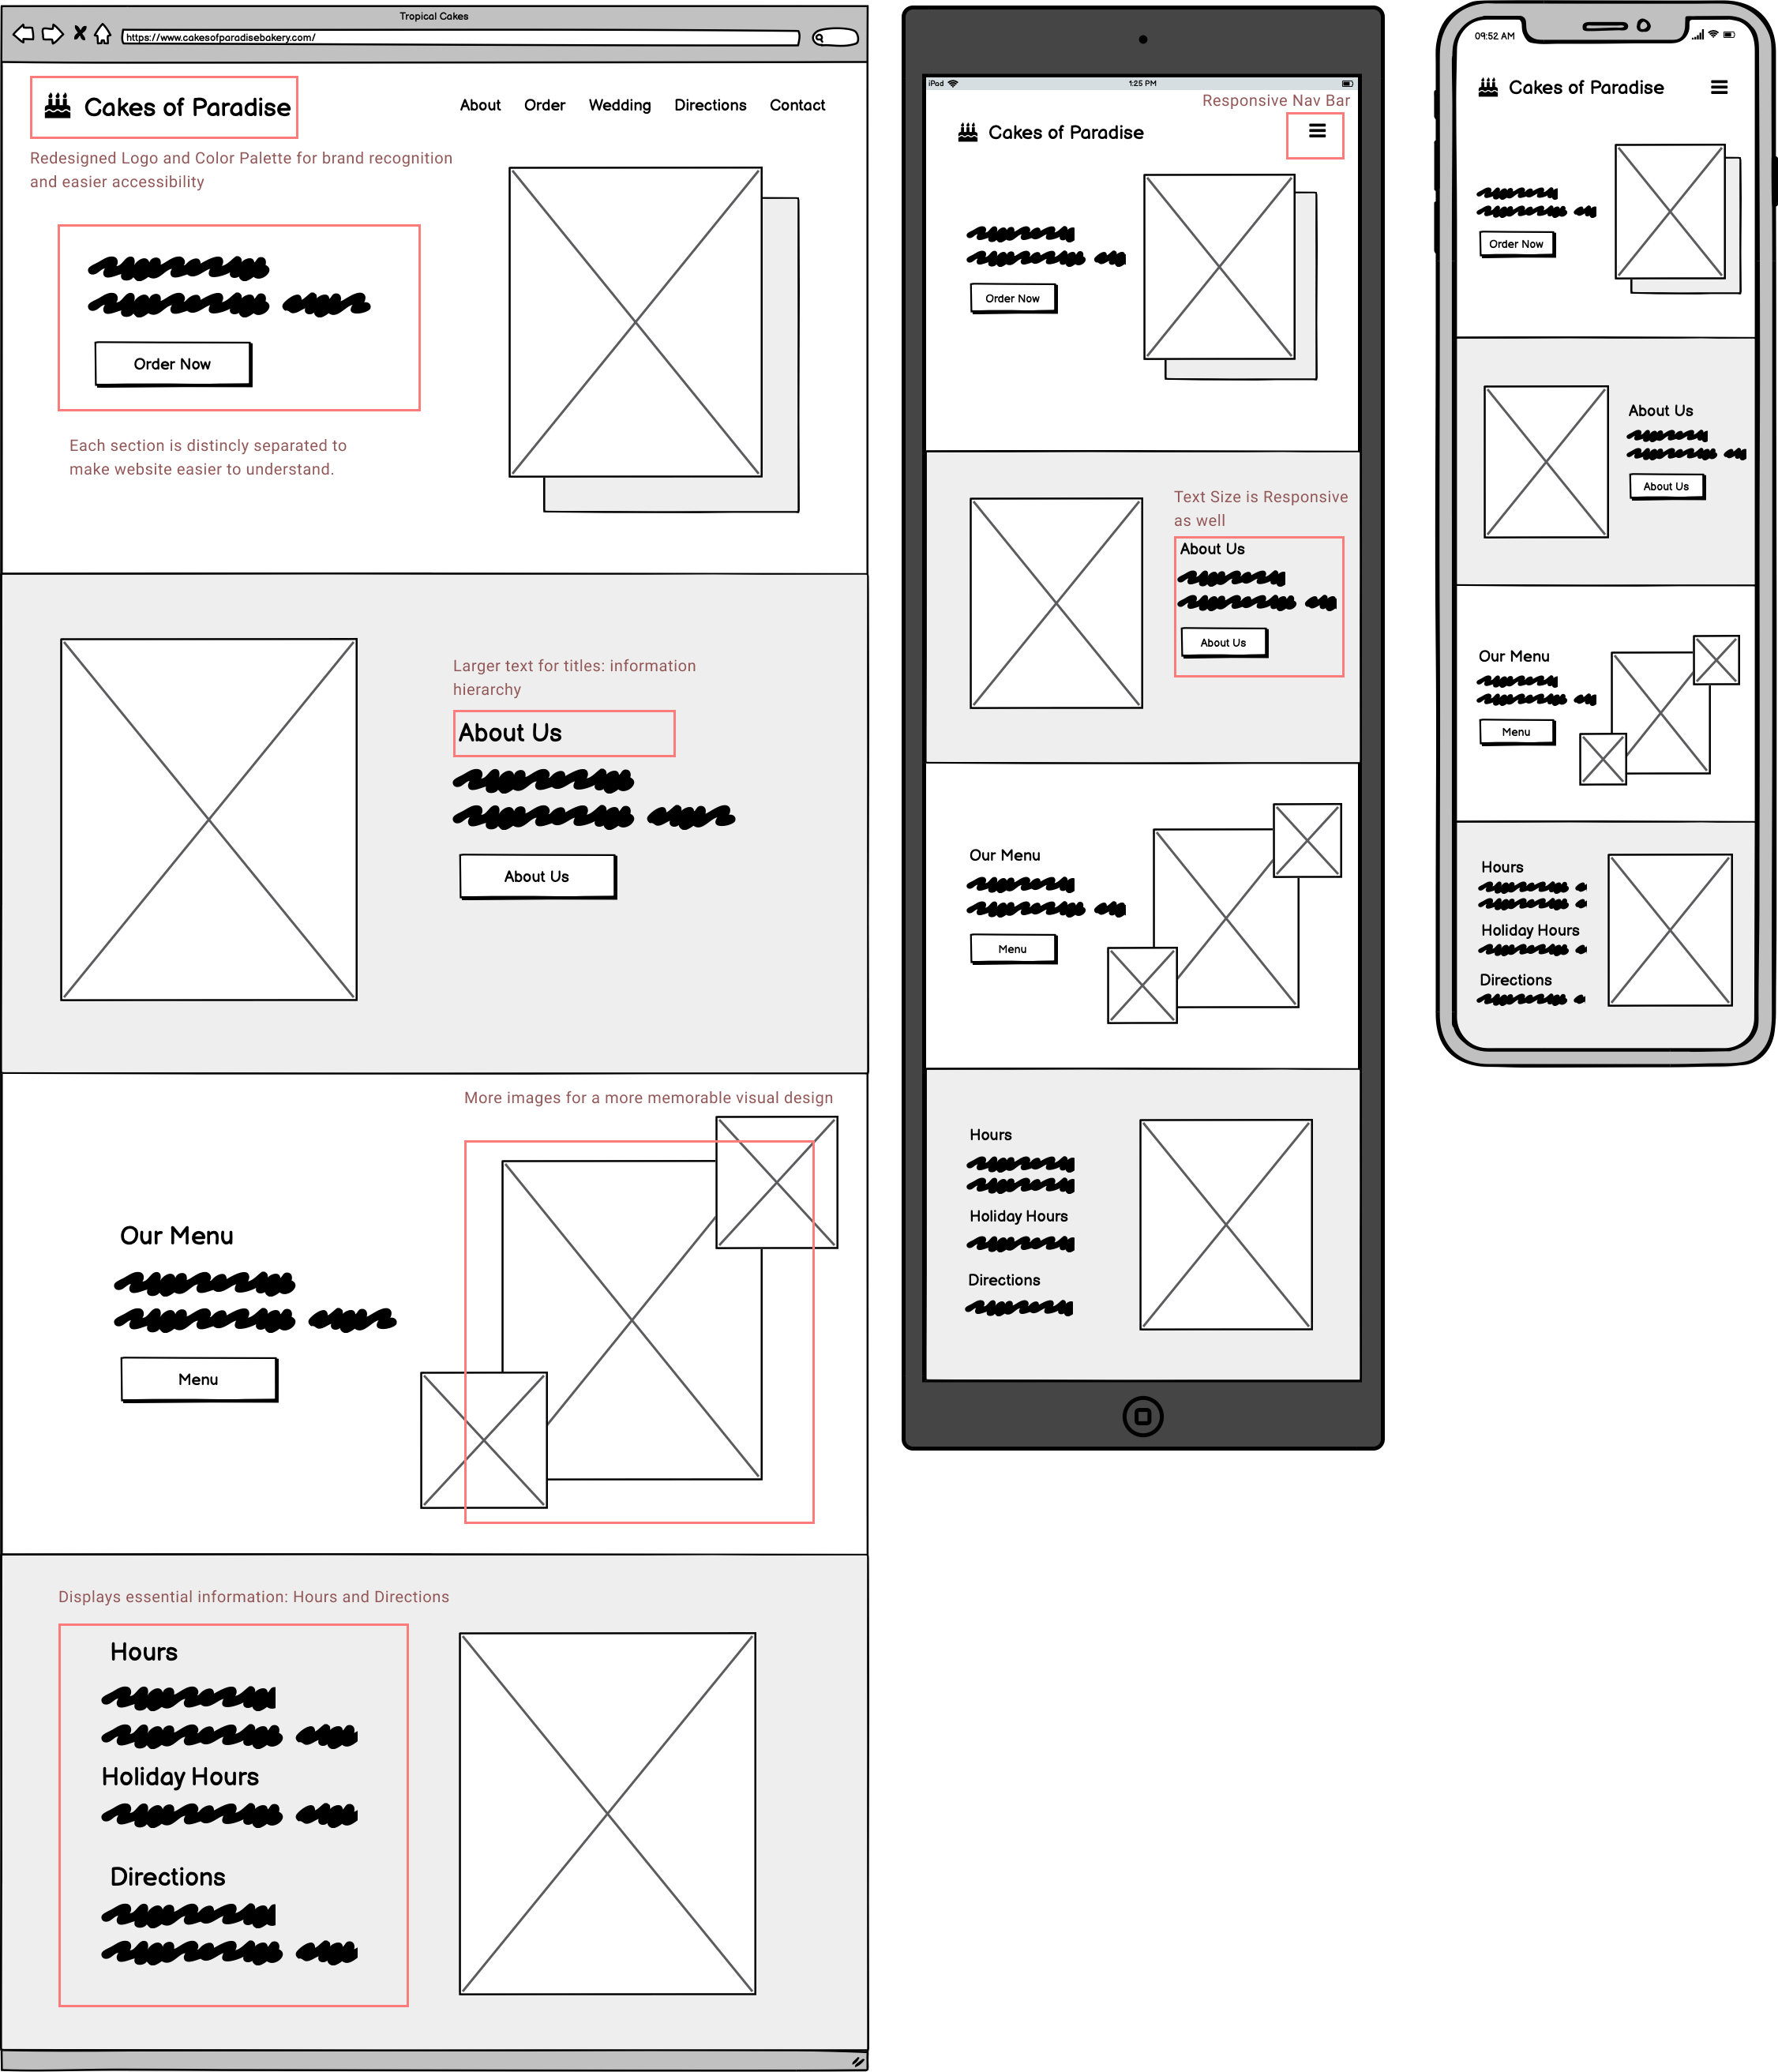 Tropical Cakes
https://www.cakesofparadisebakery.com/
Cakes of Paradise
About Order Wedding Directions Contact
Redesigned Logo and Color Palette for brand recognition
and easier accessibility
Order Now
Each section is distincly separated to
make website easier to understand.
Larger text for titles: information
hierarchy
About Us
About Us
More images for a more memorable visual design
Our Menu
Menu
Displays essential information: Hours and Directions
Hours
Holiday Hours
Directions
iPad 1:25 PM
Responsive Nav Bar
Cakes of Paradise
Order Now
Text Size is Responsive
as well
About Us
About Us
Our Menu
Menu
Hours
Holiday Hours
Directions
09:52 AM
Cakes of Paradise
Order Now
About Us
About Us
Our Menu
Menu
Hours
Holiday Hours
Directions